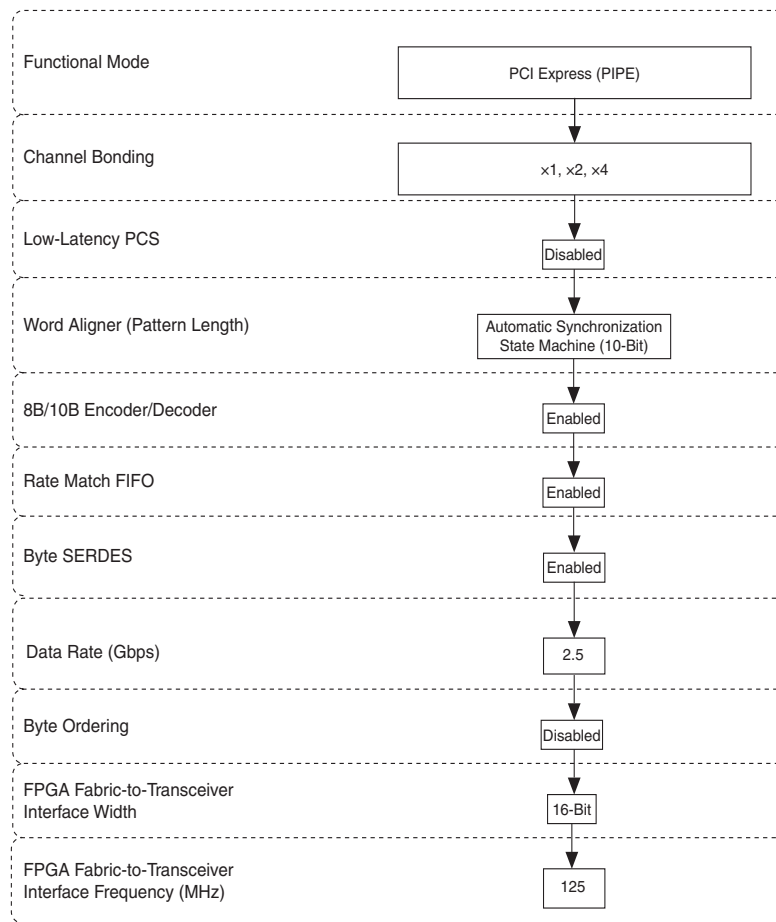 Functional Mode
PCI Express (PIPE)
Channel Bonding
×1, ×2, ×4
Low-Latency PCS
Disabled
Word Aligner (Pattern Length)
Automatic Synchronization
State Machine (10-Bit)
8B/10B Encoder/Decoder
Enabled
Rate Match FIFO
Enabled
Byte SERDES
Enabled
Data Rate (Gbps)
2.5
Byte Ordering
Disabled
FPGA Fabric-to-Transceiver
Interface Width
16-Bit
FPGA Fabric-to-Transceiver
Interface Frequency (MHz)
125